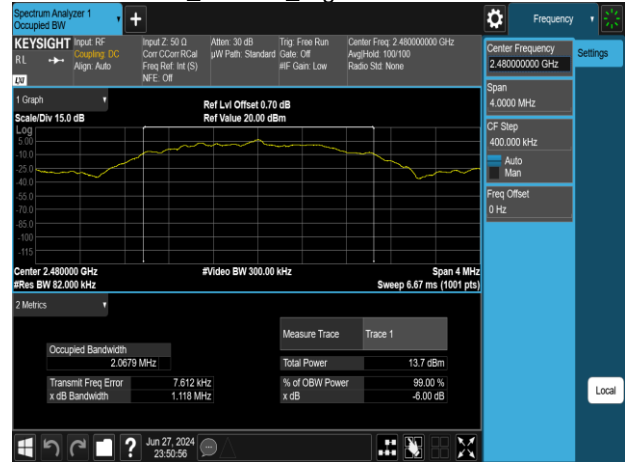 Spectrum Analyzer 1
Occupied BW
Frequency
KEYSIGHT
RL
LXI
Input: RF
Coupling: DC
Align: Auto
Input Z: 50 Ω
Corr CCorr RCal
Freq Ref: Int (S)
NFE: Off
Atten: 30 dB
µW Path: Standard
Trig: Free Run
Gate: Off
#IF Gain: Low
Center Freq: 2.480000000 GHz
Avg|Hold: 100/100
Radio Std: None
Center Frequency
2.480000000 GHz
Settings
Span
4.0000 MHz
CF Step
400.000 kHz
Auto
Man
Freq Offset
0 Hz
Local
1 Graph
Scale/Div 15.0 dB
Ref Lvl Offset 0.70 dB
Ref Value 20.00 dBm
Log
5.00
-10.0
-25.0
-40.0
-55.0
-70.0
-85.0
-100
-115
Center 2.480000 GHz
#Video BW 300.00 kHz
Span 4 MHz
#Res BW 82.000 kHz
Sweep 6.67 ms (1001 pts)
2 Metrics
Measure Trace Trace 1
Occupied Bandwidth
2.0679 MHz
Total Power 13.7 dBm
Transmit Freq Error 7.612 kHz
% of OBW Power 99.00 %
x dB Bandwidth 1.118 MHz
x dB -6.00 dB
Jun 27, 2024
23:50:56